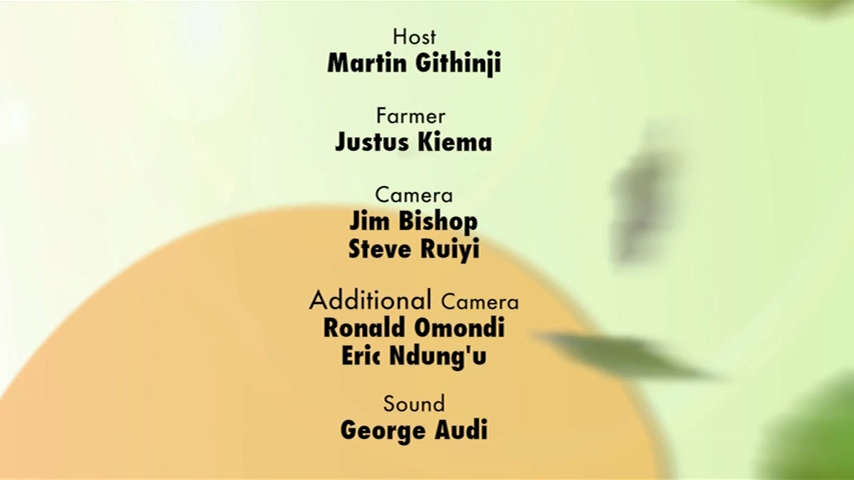 Host
Martin Githinji
Farmer
Justus Kiema
Camera
Jim Bishop
Steve Ruiyi
Additional Camera
Ronald Omondi
Eric Ndung'u
Sound
George Audi